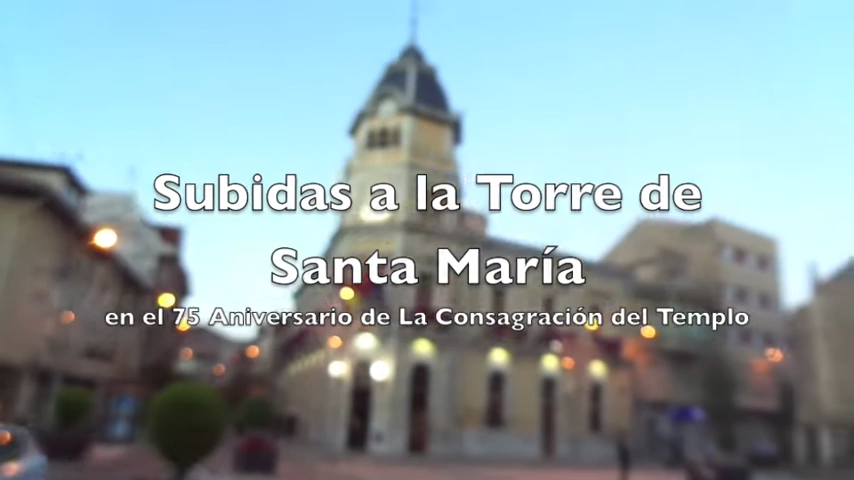 Subidas a la Torre de
Santa María
en el 75 Aniversario de La Consagración del Templo